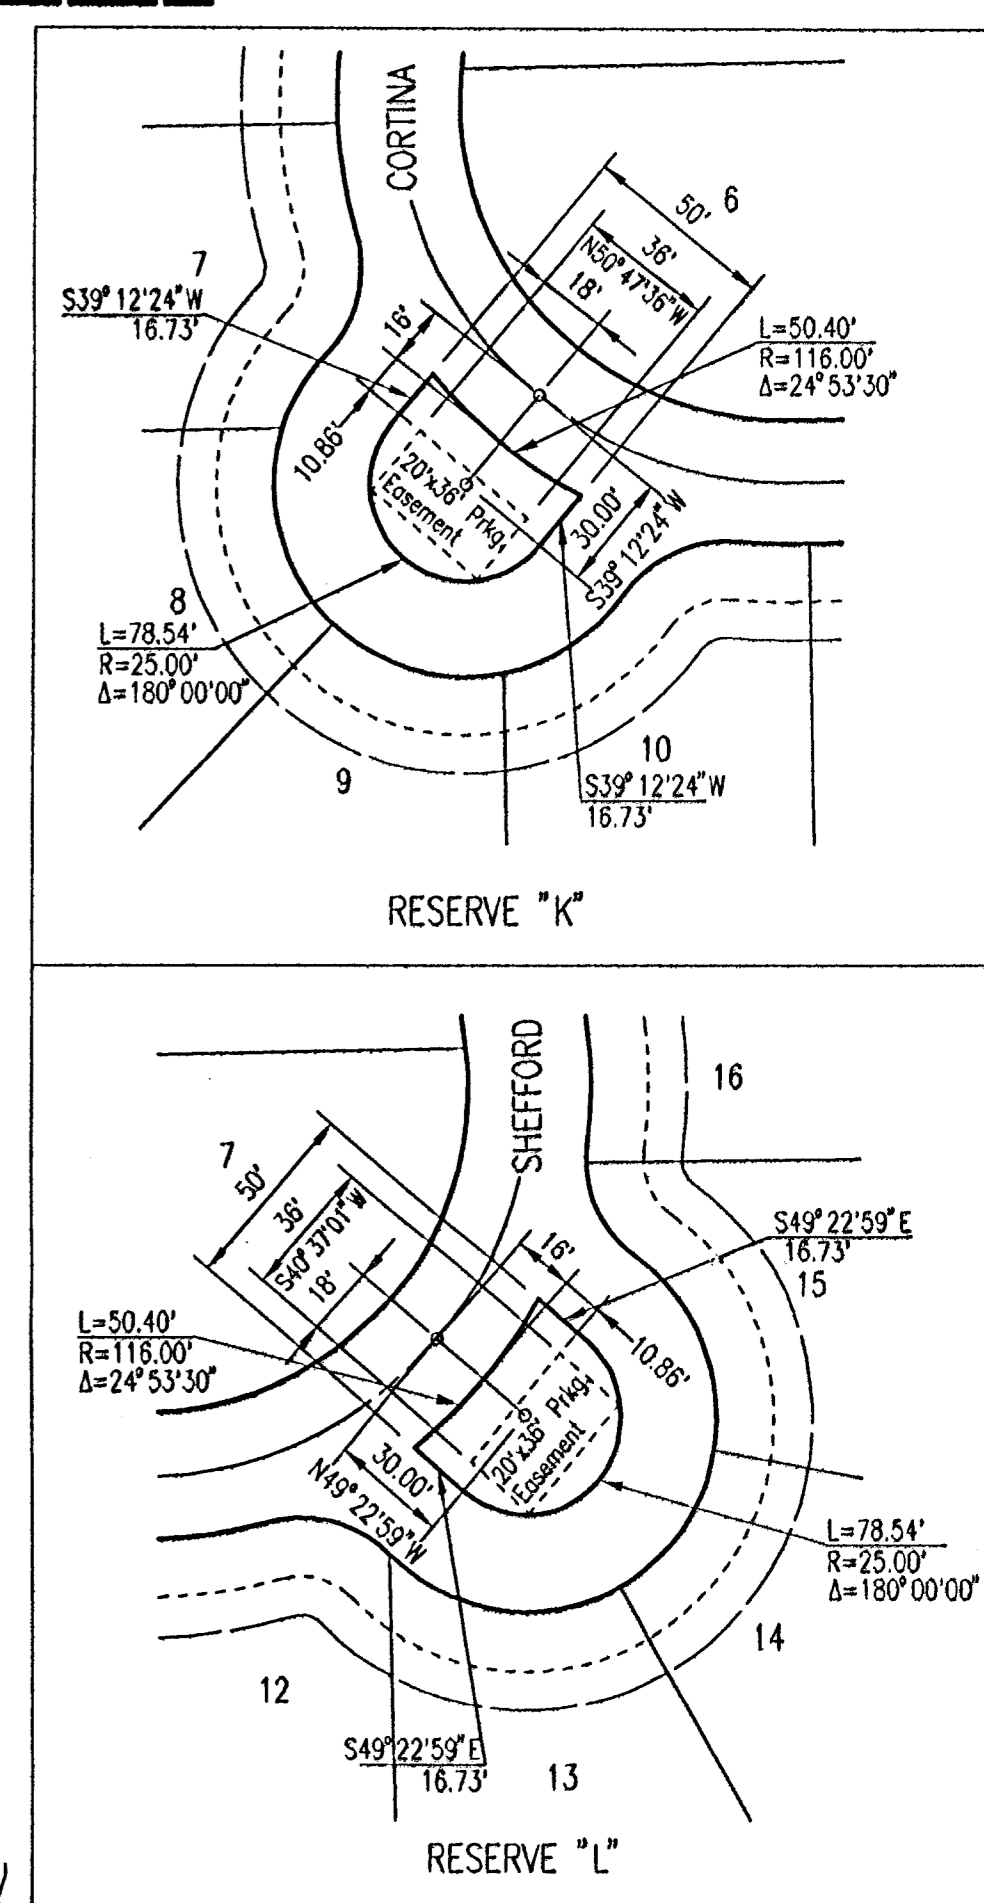 CORTINA
6
50'
36'
N50°47'36"W
18'
7
S39°12'24"W
16.73'
16'
L=50.40'
R=116.00'
Δ=24°53'30"
10.86'
20'x36' Prkg.
Easement
30.00'
S39°12'24"W
8
L=78.54'
R=25.00'
Δ=180°00'00"
9
10
S39°12'24"W
16.73'
RESERVE "K"
SHEFFORD
16
7
50'
36'
S40°37'01"W
18'
S49°22'59"E
16.73'
16'
15
L=50.40'
R=116.00'
Δ=24°53'30"
10.86'
20'x36' Prkg.
Easement
30.00'
N49°22'59"W
L=78.54'
R=25.00'
Δ=180°00'00"
14
12
S49°22'59"E
16.73'
13
RESERVE "L"